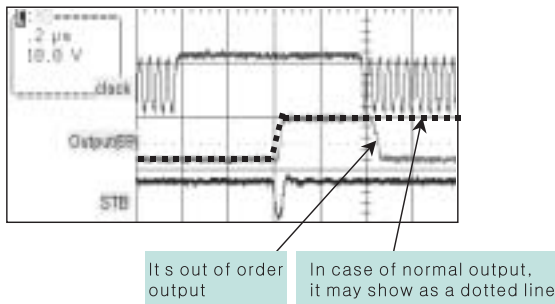 .2 µs
10.0 V
clock
Output(ER)
STB
It s out of order
output
In case of normal output,
it may show as a dotted line